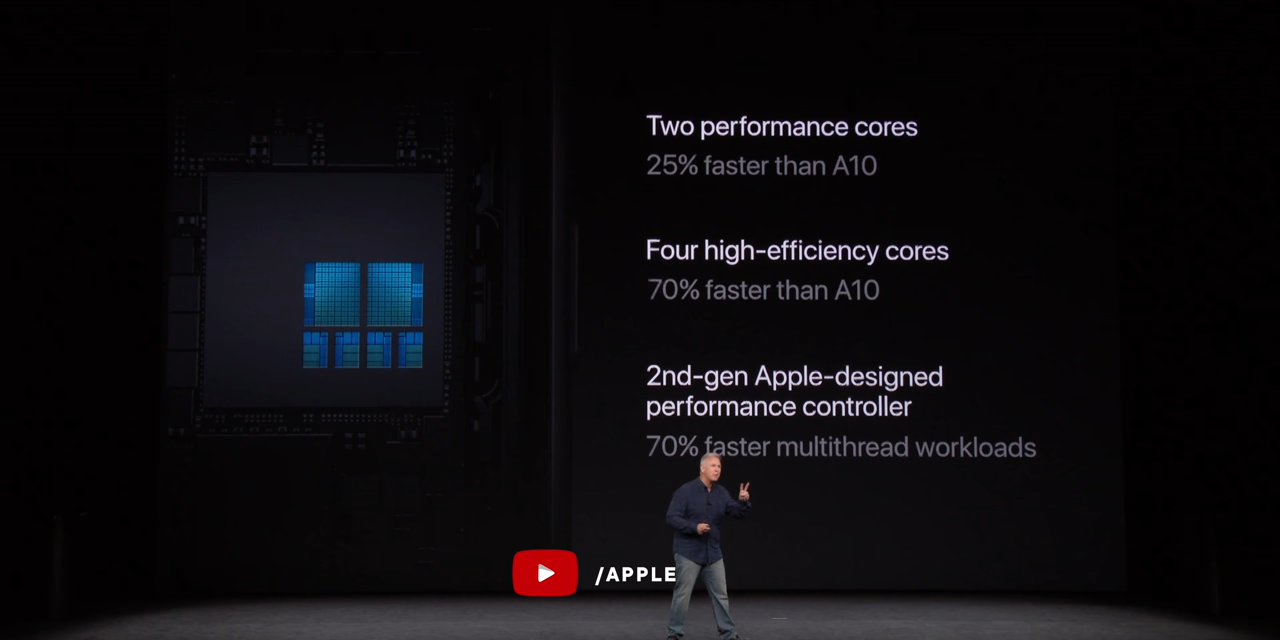 Two performance cores
25% faster than A10
Four high-efficiency cores
70% faster than A10
2nd-gen Apple-designed
performance controller
70% faster multithread workloads
/APPLE